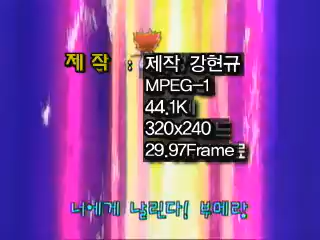 제 작 : 제작 강현규
MPEG-1
44.1K
320x240
29.97Frame
너에게 날린다! 부메랑